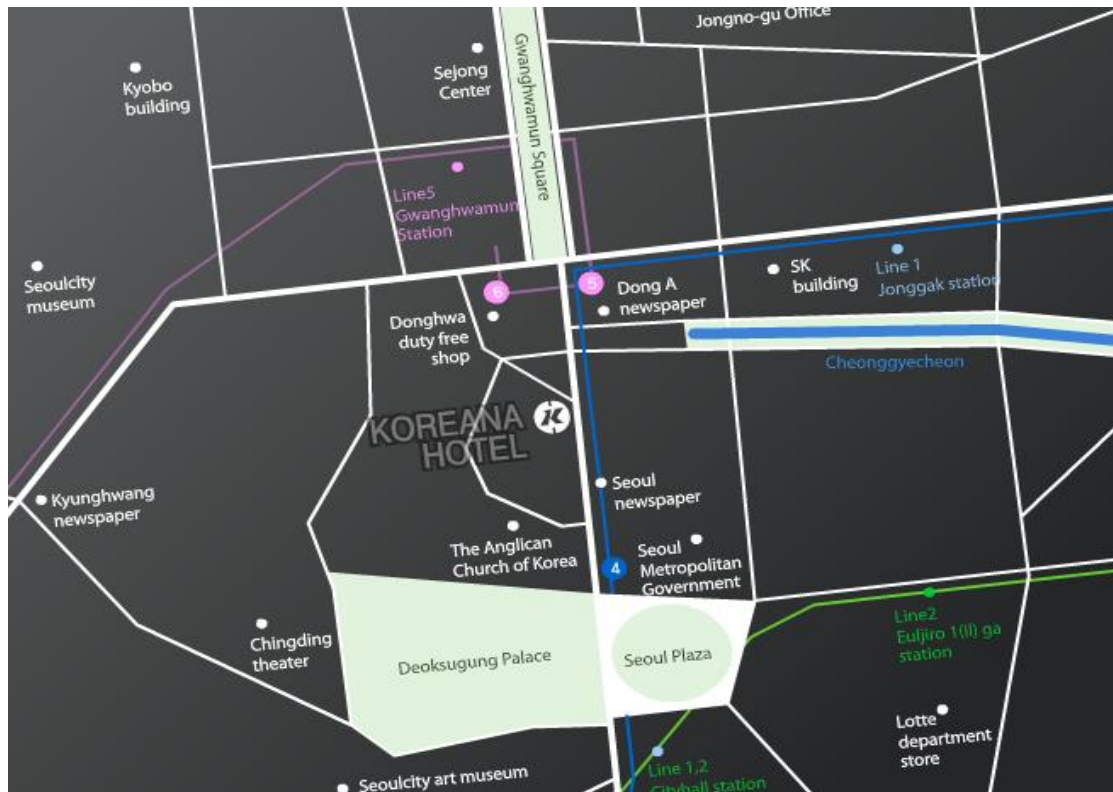 Jongno-gu Office
Gwanghwamun Square
Sejong
Center
Kyobo
building
Line5
Gwanghwamun
Station
Seoulcity
museum
6
5
Dong A
newspaper
SK
building
Line 1
Jonggak station
Donghwa
duty free
shop
Cheonggyecheon
KOREANA
HOTEL
K
Kyunghwang
newspaper
Seoul
newspaper
The Anglican
Church of Korea
4
Seoul
Metropolitan
Government
Chingding
theater
Deoksugung Palace
Seoul Plaza
Line2
Euljiro 1(Il) ga
station
Lotte
department
store
Seoulcity art museum
Line 1,2
Cityhall station